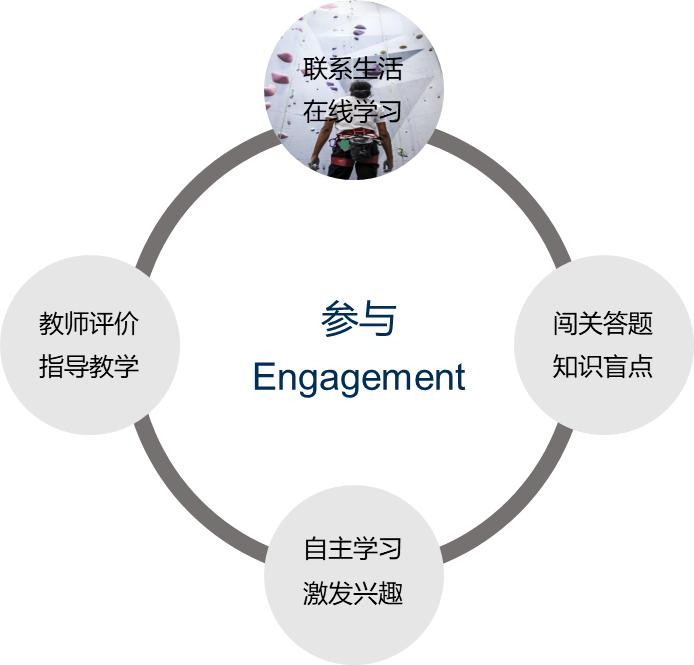 联系生活
在线学习
教师评价
指导教学
参与
Engagement
闯关答题
知识盲点
自主学习
激发兴趣